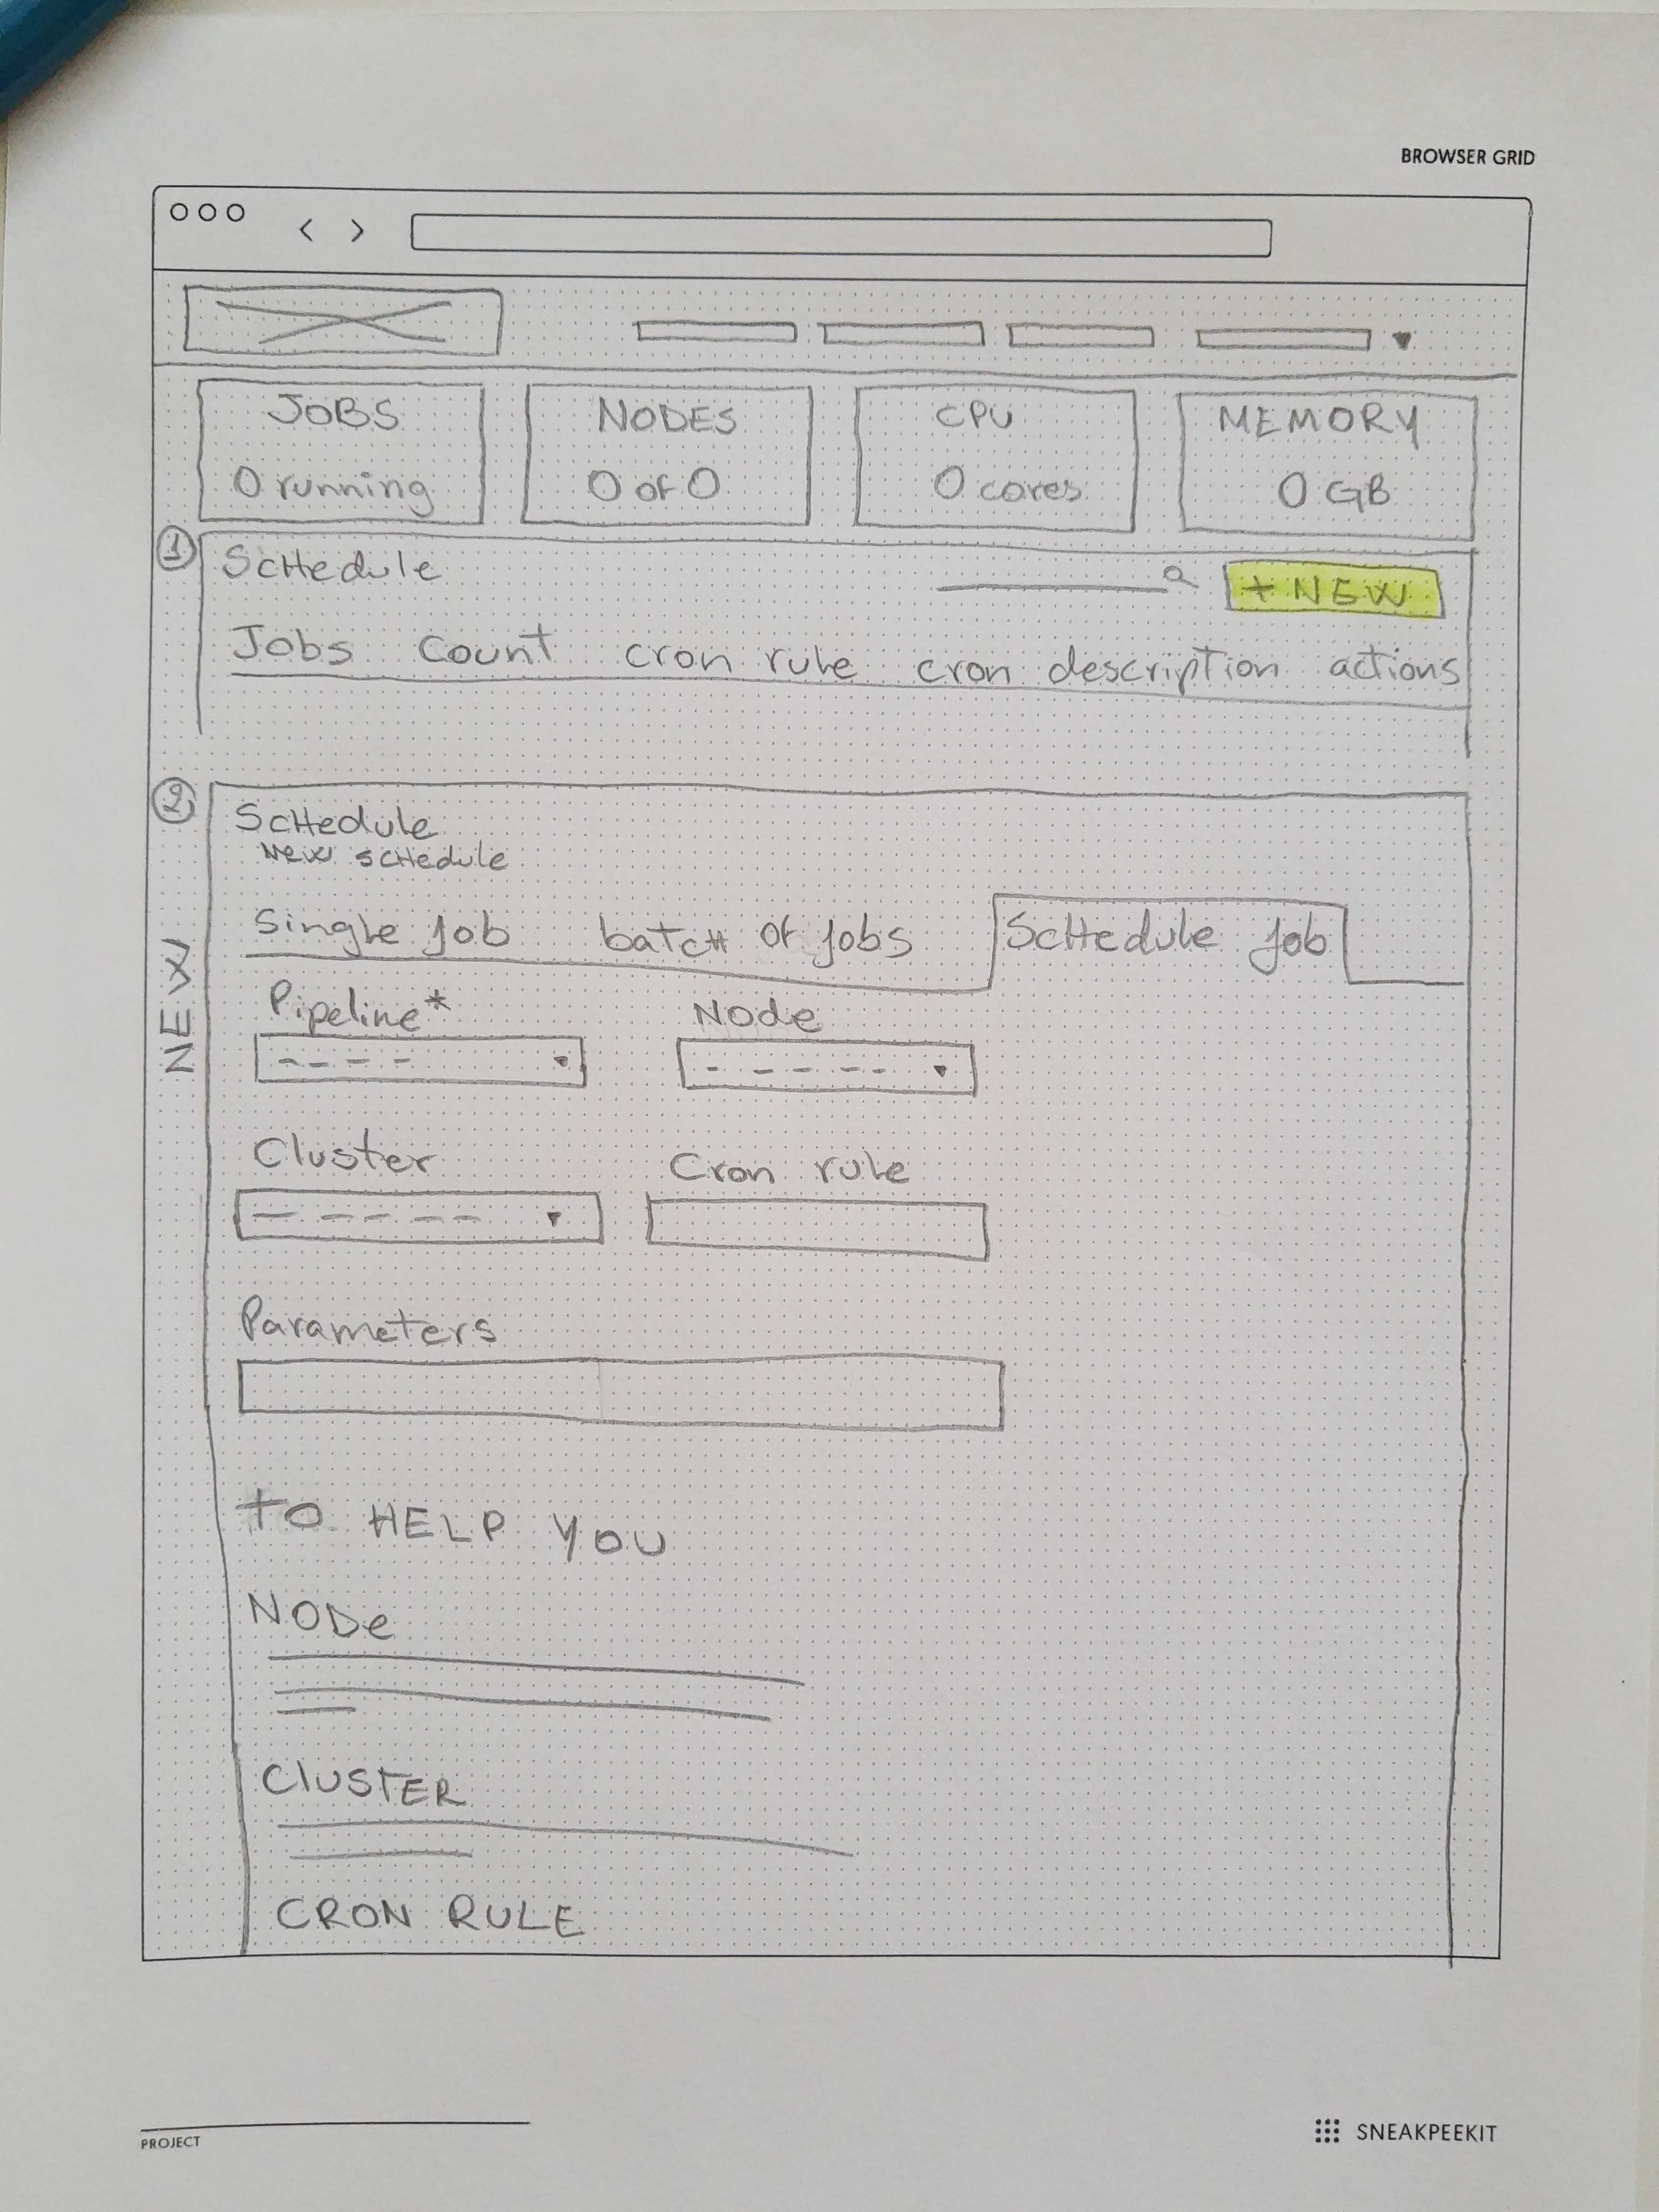 BROWSER GRID
JOBS NODES CPU MEMORY
0 running 0 of 0 0 cores 0 GB
1 Schedule + NEW
Jobs Count cron rule cron description actions
2 Schedule
New schedule
NEW
Single job batch of jobs Schedule job
Pipeline* Node
Cluster Cron rule
Parameters
TO HELP YOU
NODe
CLUSTER
CRON RULE
PROJECT
SNEAKPEEKIT